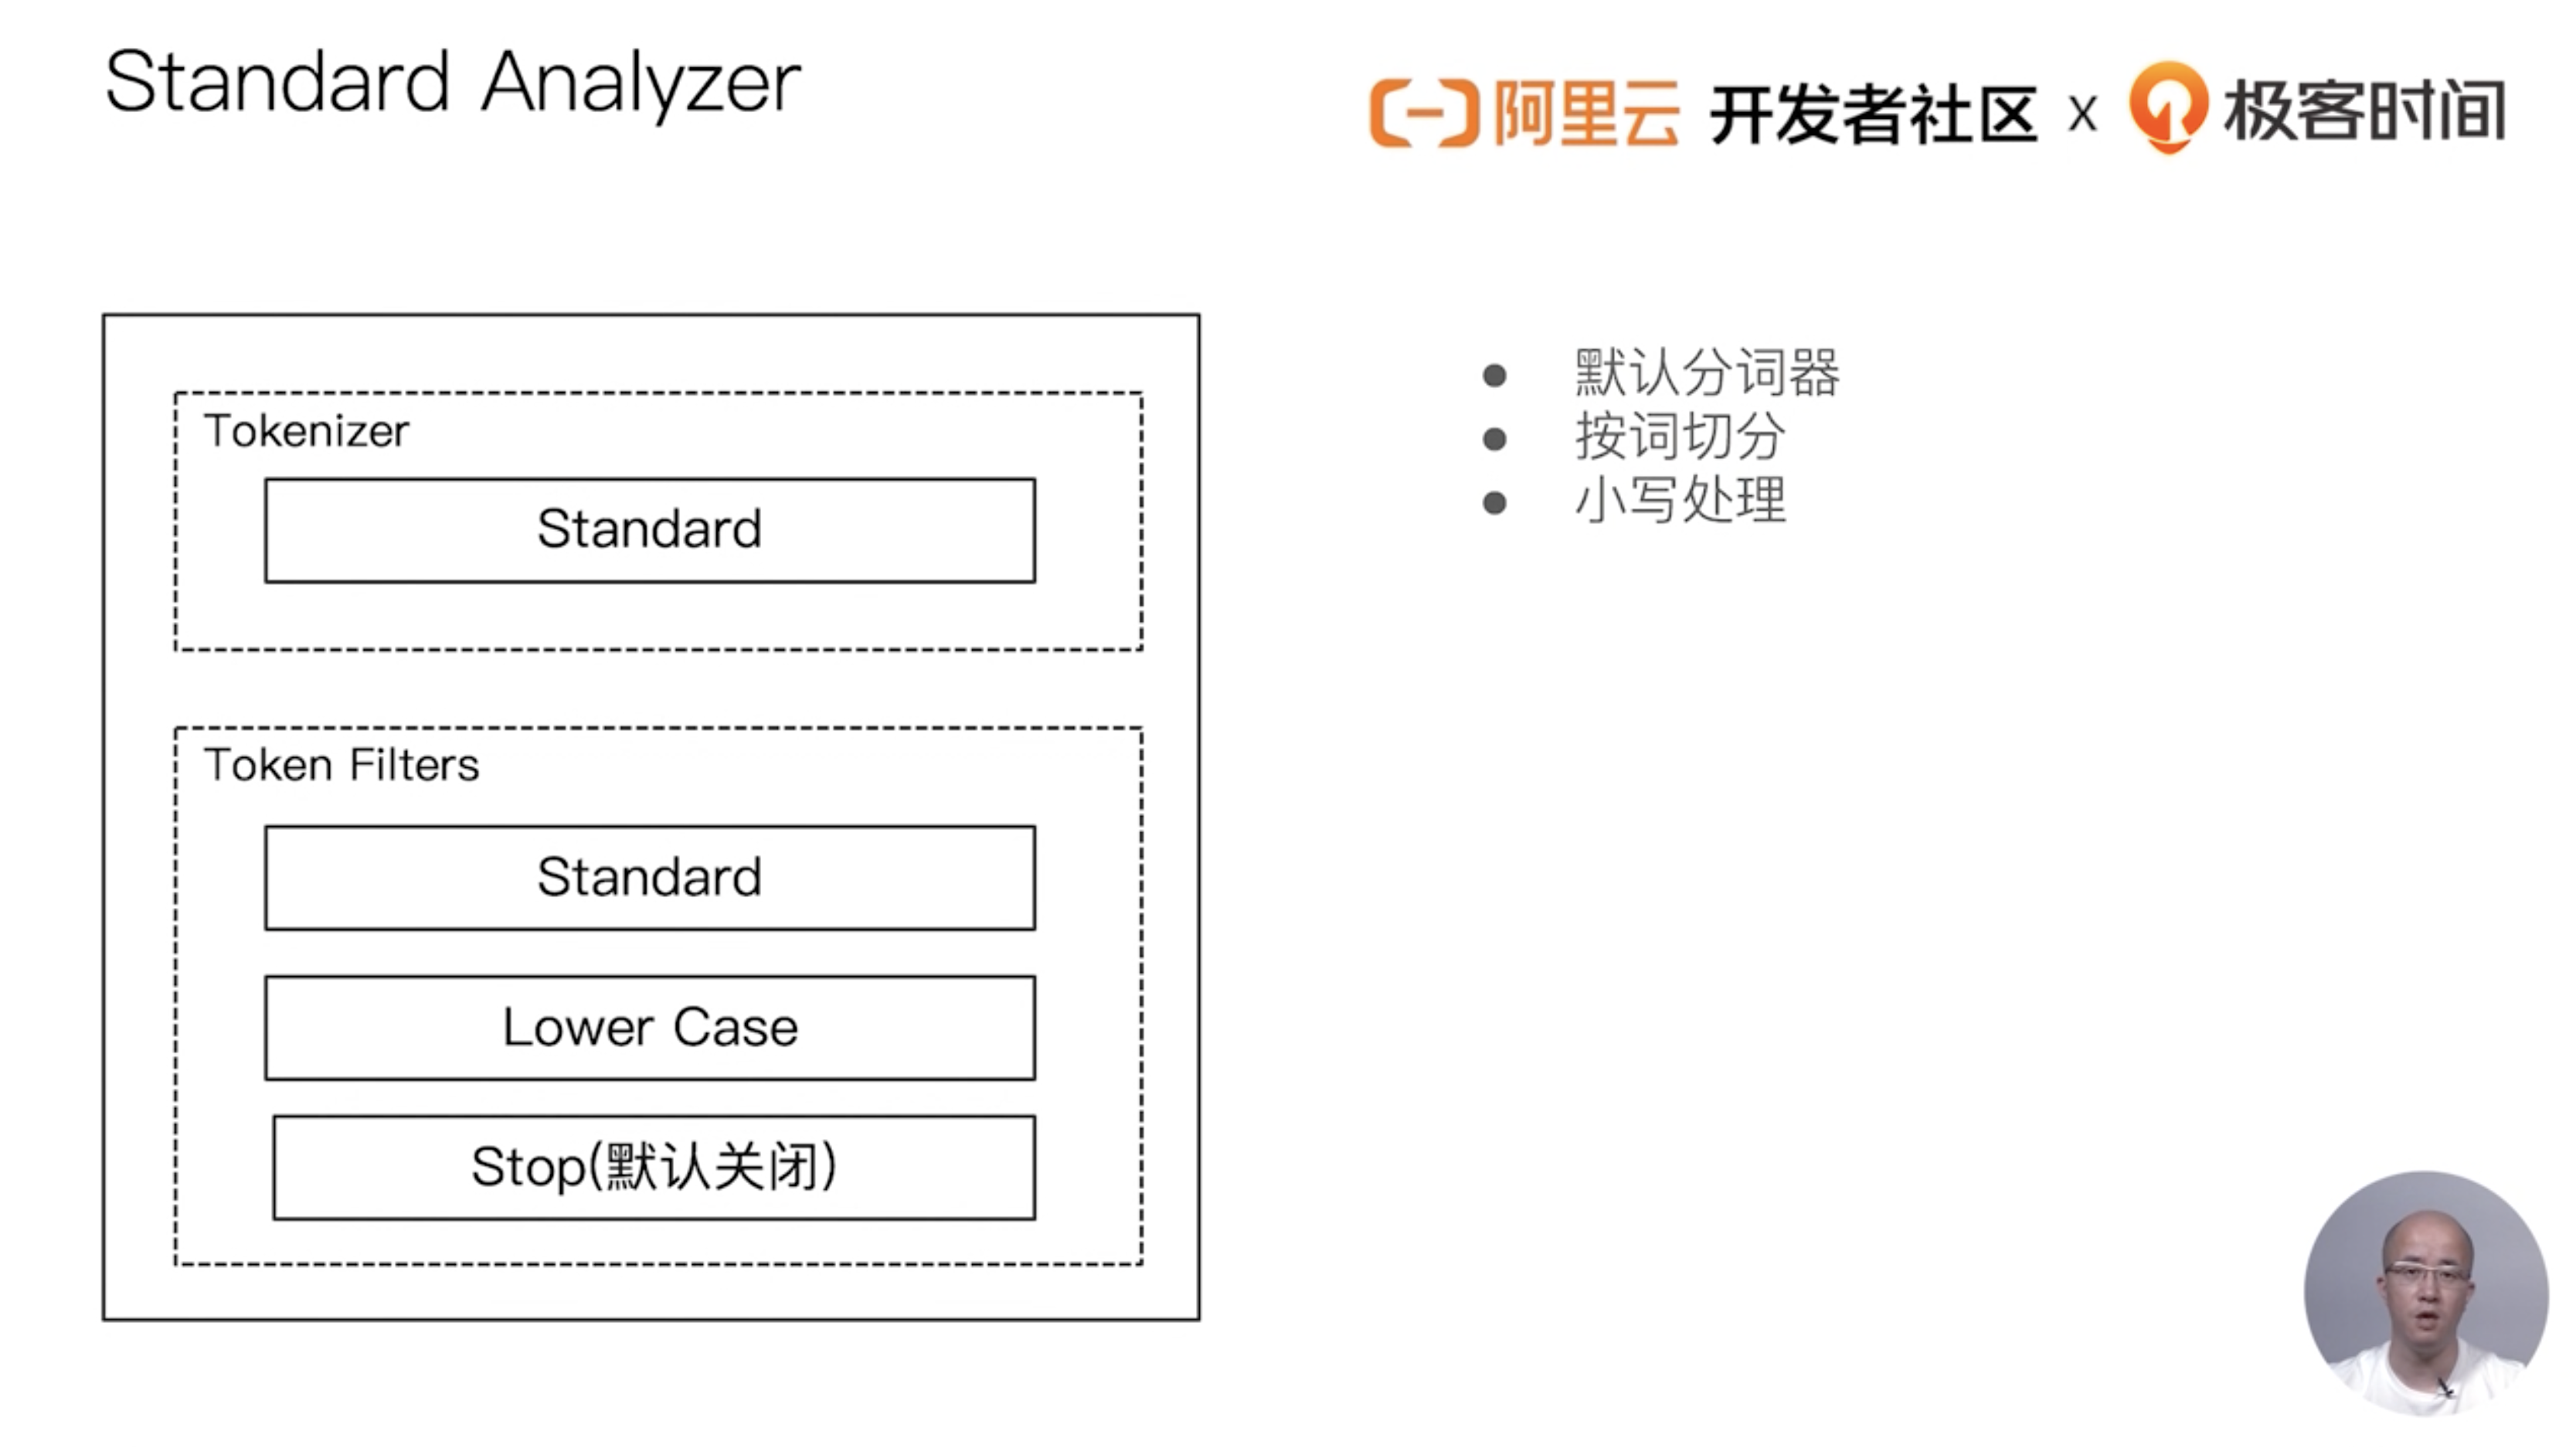 Standard Analyzer
阿里云 开发者社区 x 极客时间
Tokenizer
Standard
Token Filters
Standard
Lower Case
Stop(默认关闭)
默认分词器
按词切分
小写处理